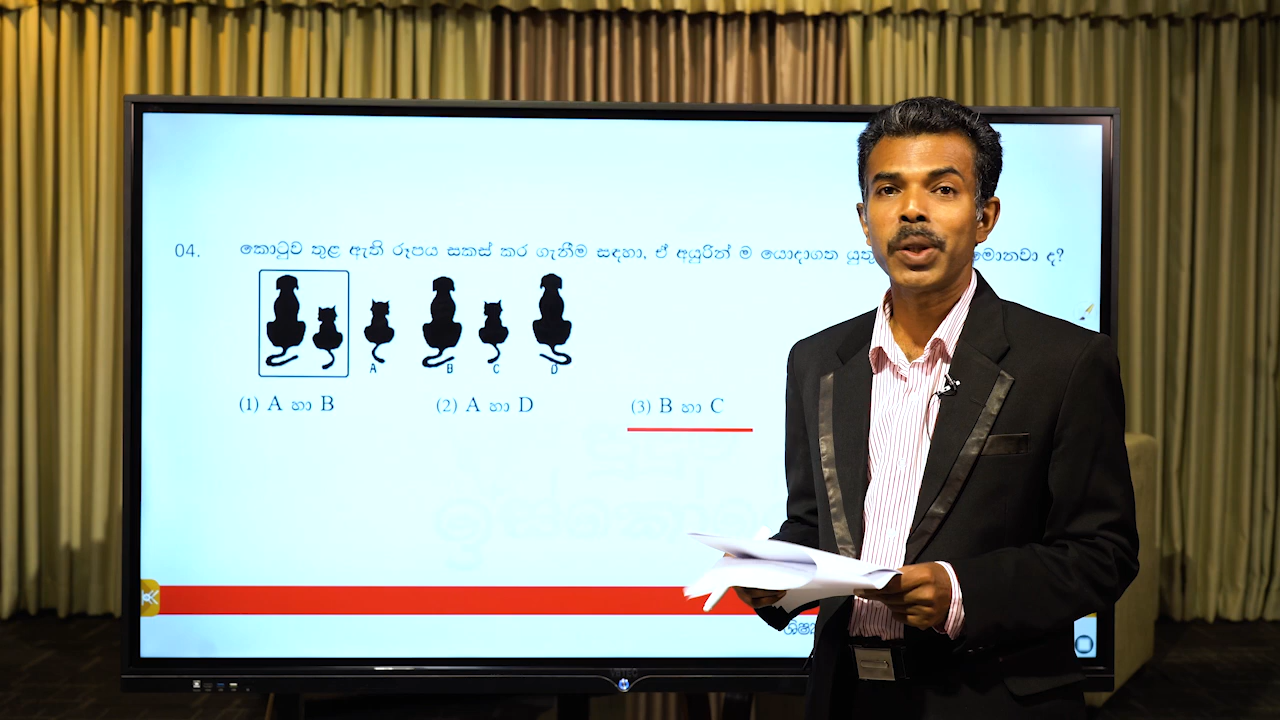 04. කොටුව තුළ ඇති රූපය සකස් කර ගැනීම සඳහා, ඒ අයුරින් ම යොදාගත යුතු මොනවා ද?
A B C D
(1) A හා B (2) A හා D (3) B හා C